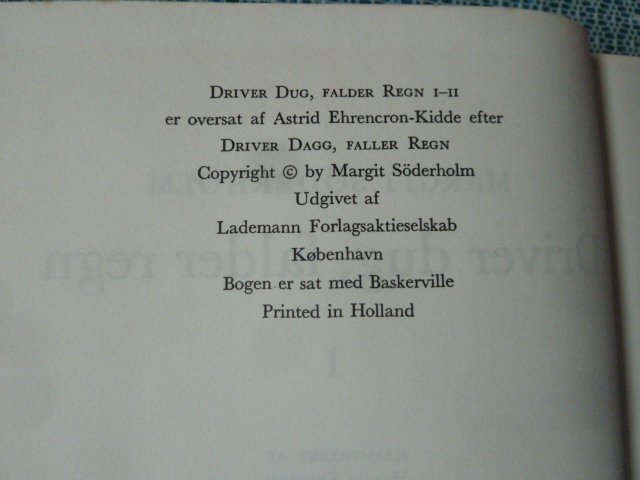 DRIVER DUG, FALDER REGN I–II
er oversat af Astrid Ehrencron-Kidde efter
DRIVER DAGG, FALLER REGN
Copyright © by Margit Söderholm
Udgivet af
Lademann Forlagsaktieselskab
København
Bogen er sat med Baskerville
Printed in Holland